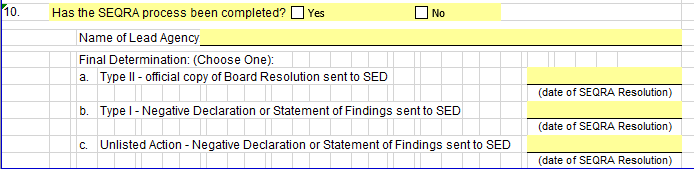 10. Has the SEQRA process been completed? Yes No
Name of Lead Agency
Final Determination: (Choose One):
a. Type II - official copy of Board Resolution sent to SED
(date of SEQRA Resolution)
b. Type I - Negative Declaration or Statement of Findings sent to SED
(date of SEQRA Resolution)
c. Unlisted Action - Negative Declaration or Statement of Findings sent to SED
(date of SEQRA Resolution)